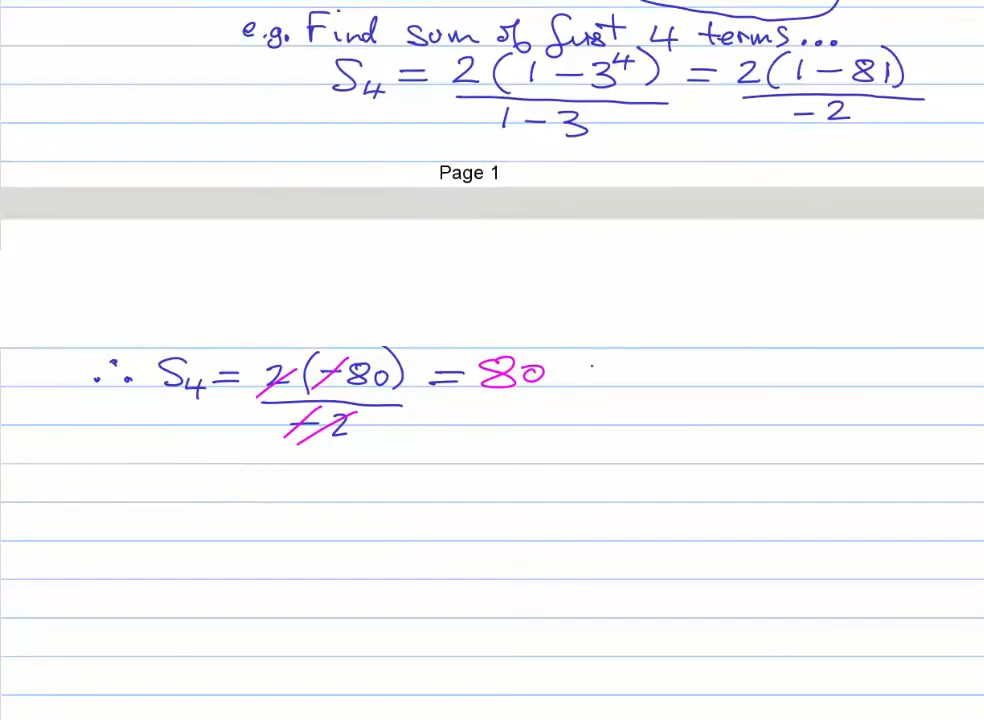 e.g. Find sum of first 4 terms...
S₄ = 2(1 - 3⁴) / 1 - 3 = 2(1 - 81) / -2
Page 1
∴ S₄ = 2(-80) / -2 = 80